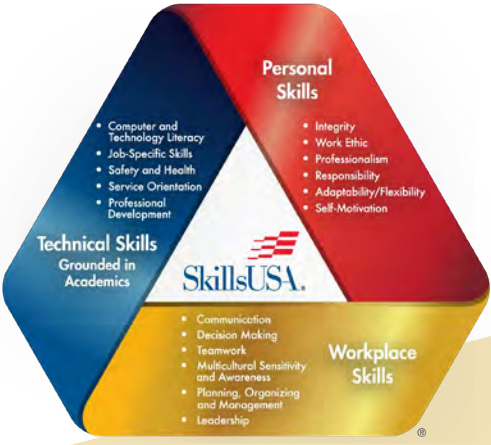 Personal
Skills
• Integrity
• Work Ethic
• Professionalism
• Responsibility
• Adaptability/Flexibility
• Self-Motivation
• Computer and
Technology Literacy
• Job-Specific Skills
• Safety and Health
• Service Orientation
• Professional
Development
Technical Skills
Grounded in
Academics
SkillsUSA®
• Communication
• Decision Making
• Teamwork
• Multicultural Sensitivity
and Awareness
• Planning, Organizing
and Management
• Leadership
Workplace
Skills
®